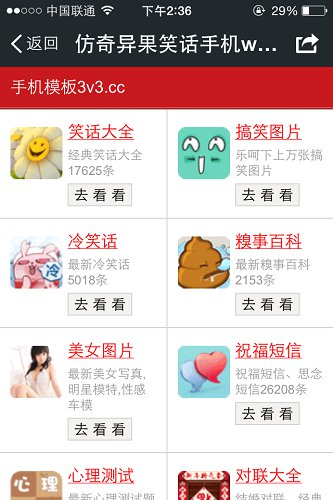 中国联通 下午2:36 29%
返回 仿奇异果笑话手机w...
手机模板3v3.cc
笑话大全
经典笑话大全
17625条
去看看
搞笑图片
乐呵下上万张搞
笑图片
去看看
冷笑话
最新冷笑话
5018条
去看看
冷
糗事百科
最新糗事百科
2153条
去看看
美女图片
最新美女写真,
明星模特,性感
车模
去看看
祝福短信
祝福短信、思念
短信26208条
去看看
心理测试
最新心理测试大
心理
对联大全
结婚对联、经典